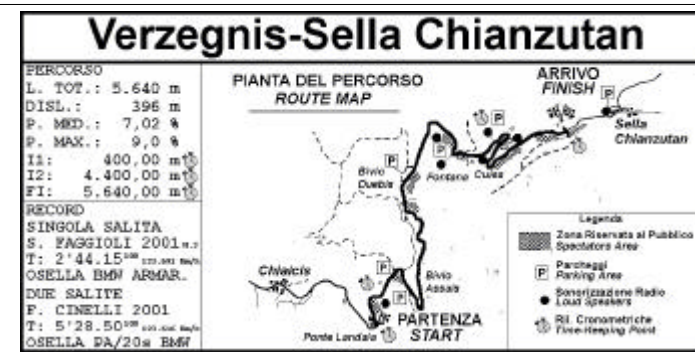 Verzegnis-Sella Chianzutan
PERCORSO
L. TOT.: 5.640 m
DISL.: 396 m
P. MED.: 7,02 %
P. MAX.: 9,0 %
I1: 400,00 m
I2: 4.400,00 m
FI: 5.640,00 m
RECORD
SINGOLA SALITA
S. FAGGIOLI 2001
T: 2'44.15
OSELLA BMW ARMAR.
DUE SALITE
F. CINELLI 2001
T: 5'28.50
OSELLA PA/20s BMW
PIANTA DEL PERCORSO
ROUTE MAP
ARRIVO
FINISH
P
Sella
Chianzutan
P
P
P
Bivio
Duebis
Fontana
Cuies
Chiaicis
P
P
Bivio
Assais
Ponte Landaia
PARTENZA
START
Legenda
Zona Riservata al Pubblico
Spectators Area
P
Parcheggi
Parking Area
Sonorizzazione Radio
Loud Speakers
Ril. Cronometriche
Time-Keeping Point